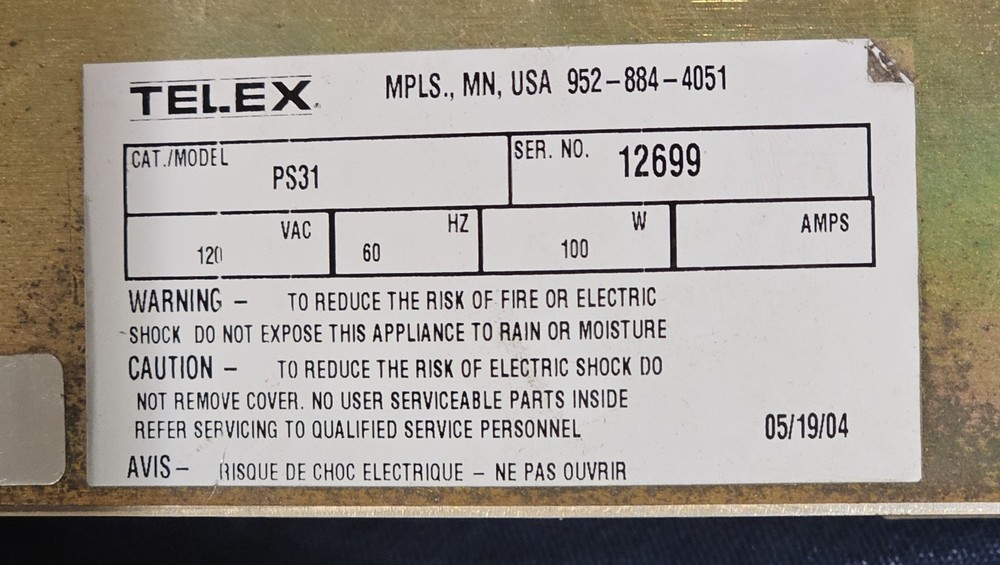 TELEX MPLS., MN, USA 952-884-4051
CAT./MODEL PS31 SER. NO. 12699
120 VAC 60 HZ 100 W AMPS
WARNING - TO REDUCE THE RISK OF FIRE OR ELECTRIC
SHOCK DO NOT EXPOSE THIS APPLIANCE TO RAIN OR MOISTURE
CAUTION - TO REDUCE THE RISK OF ELECTRIC SHOCK DO
NOT REMOVE COVER. NO USER SERVICEABLE PARTS INSIDE
REFER SERVICING TO QUALIFIED SERVICE PERSONNEL 05/19/04
AVIS - RISQUE DE CHOC ELECTRIQUE - NE PAS OUVRIR